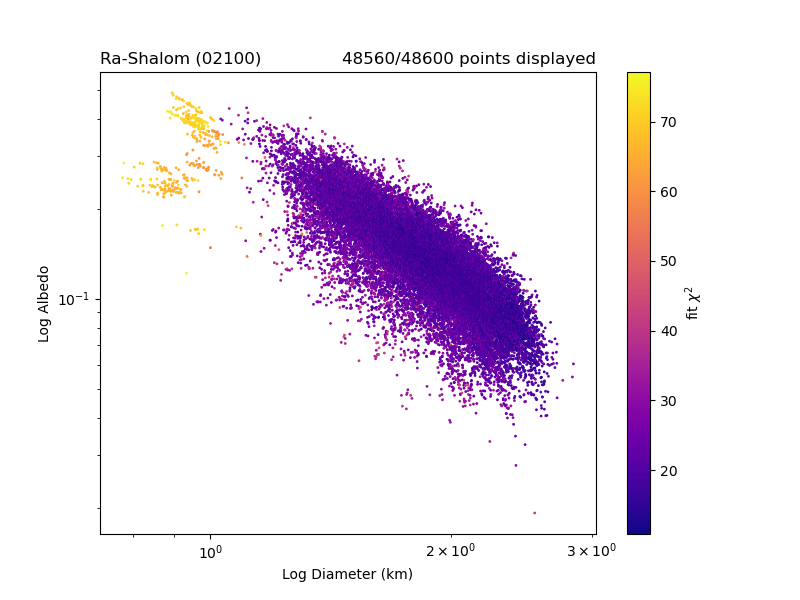 Ra-Shalom (02100) 48560/48600 points displayed
Log Albedo
10⁻¹
10⁰ 2 × 10⁰ 3 × 10⁰
Log Diameter (km)
70
60
50
40
30
20
fit χ²